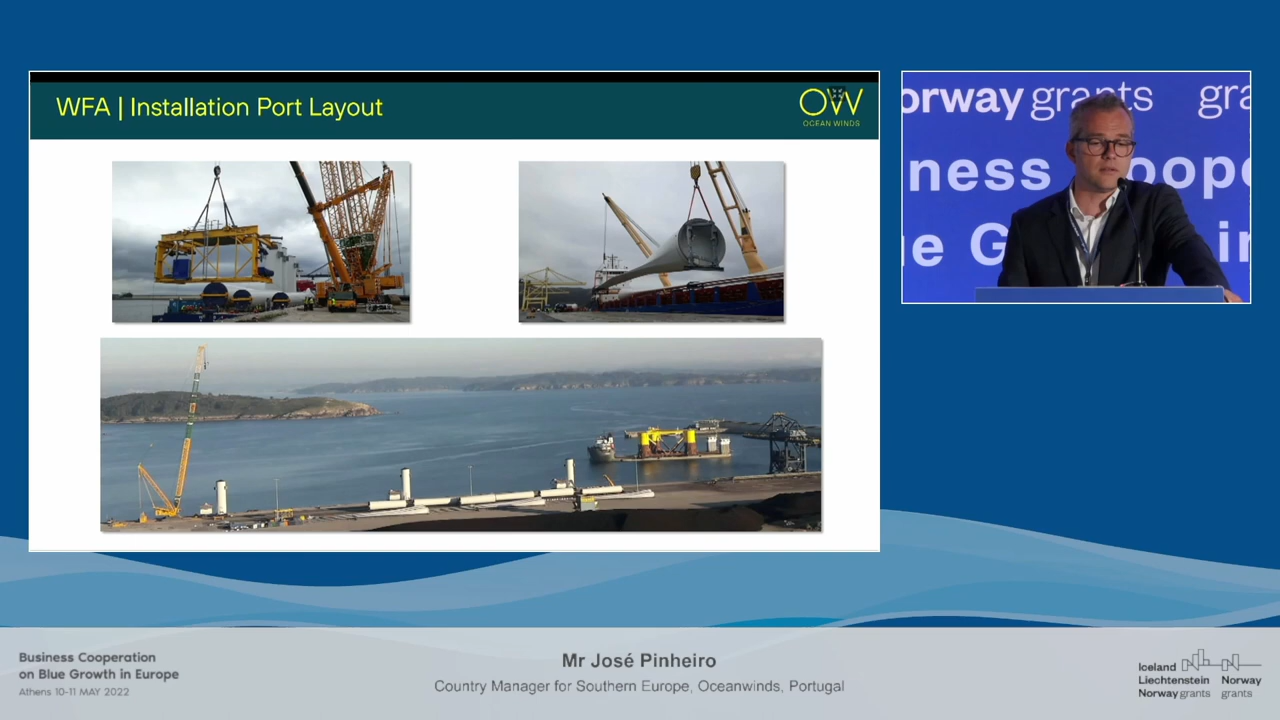 WFA | Installation Port Layout
OW
OCEAN WINDS
orway grants gra
ness oope
ue G in
Business Cooperation
on Blue Growth in Europe
Athens 10-11 MAY 2022
Mr José Pinheiro
Country Manager for Southern Europe, Oceanwinds, Portugal
Iceland
Liechtenstein Norway
Norway grants grants